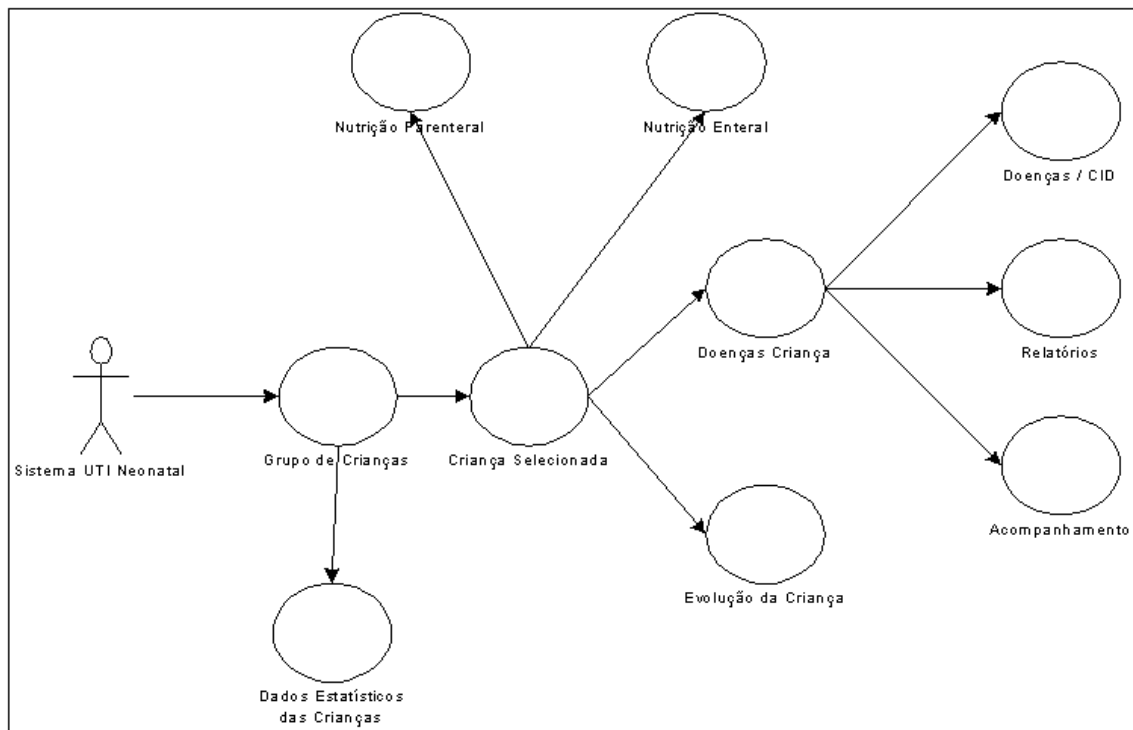 Nutrição Parenteral
Nutrição Enteral
Doenças / CID
Doenças Criança
Relatórios
Sistema UTI Neonatal
Grupo de Crianças
Criança Selecionada
Acompanhamento
Evolução da Criança
Dados Estatísticos
das Crianças